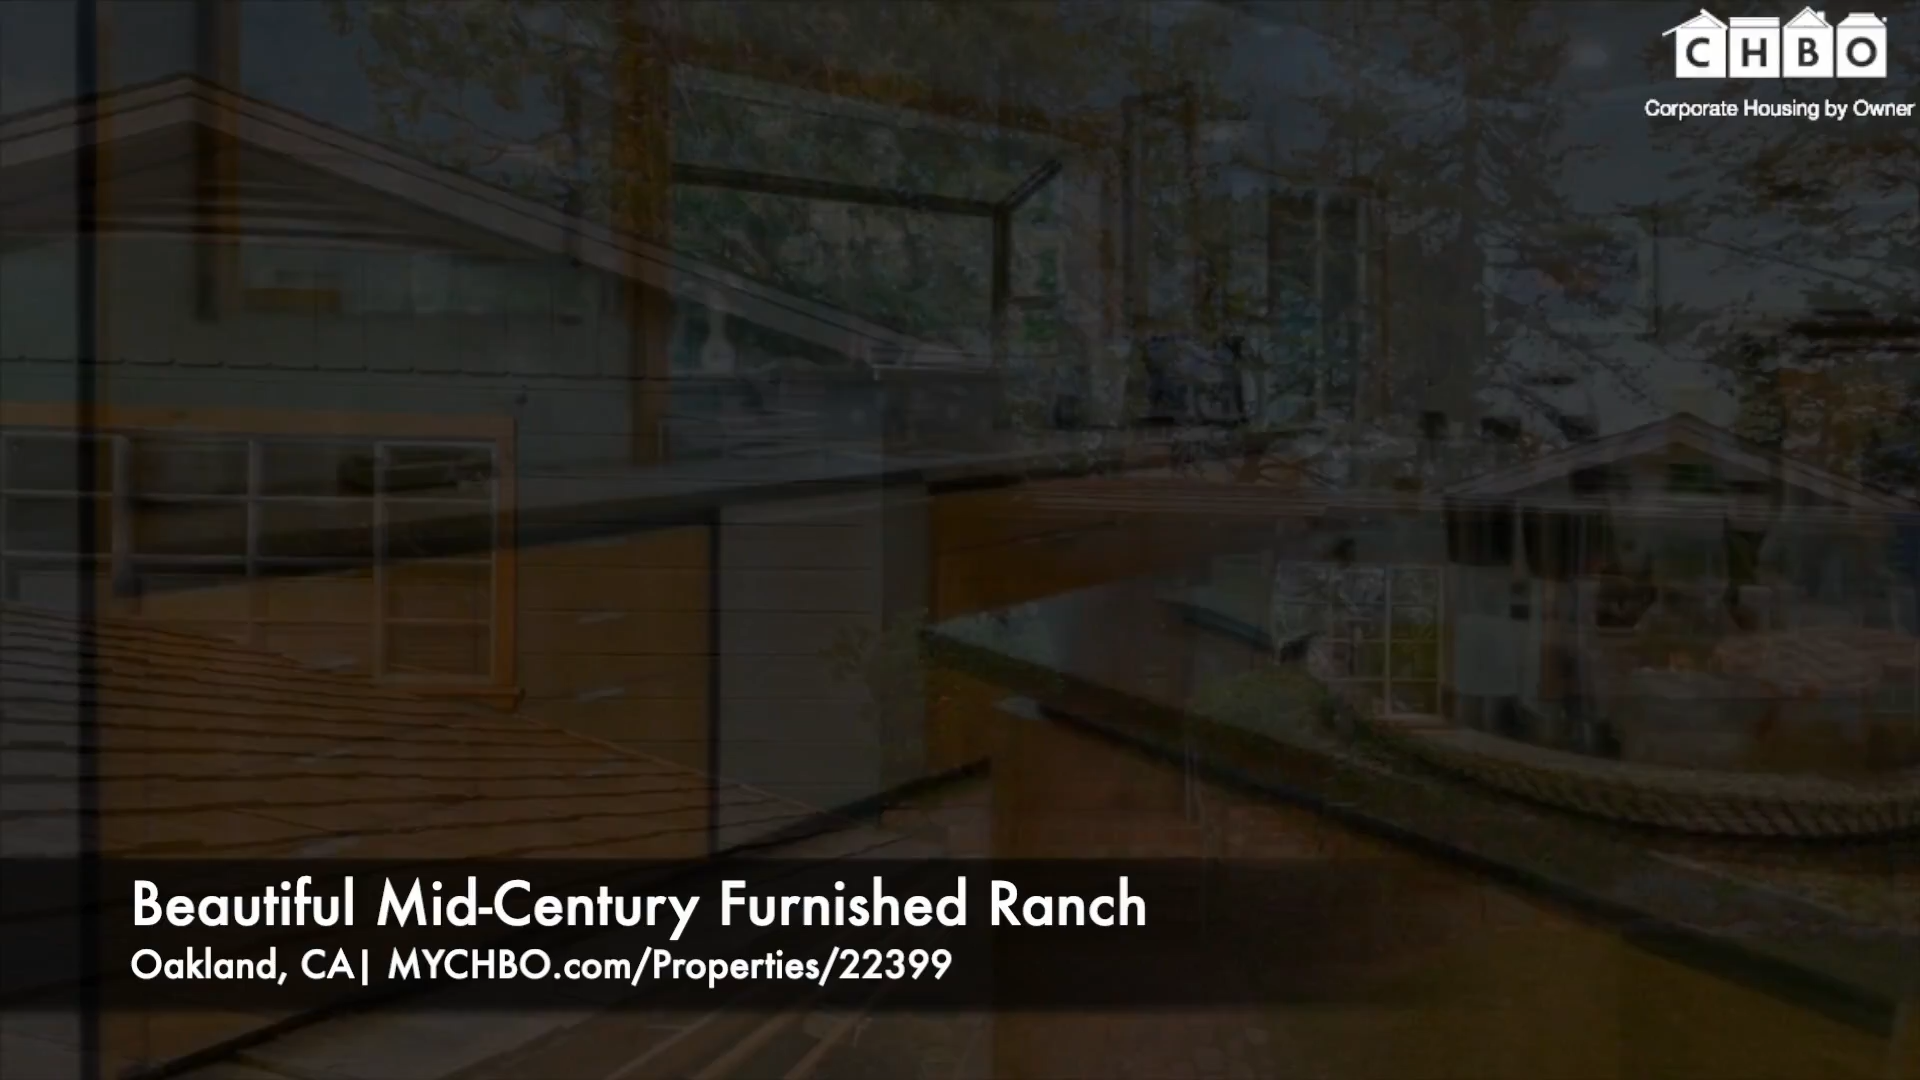 CHBO
Corporate Housing by Owner
Beautiful Mid-Century Furnished Ranch
Oakland, CA| MYCHBO.com/Properties/22399